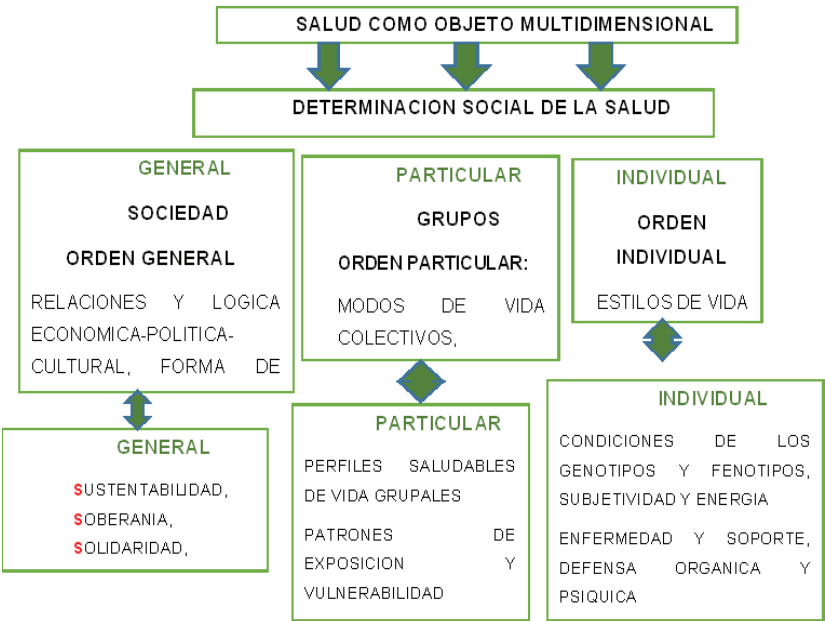 SALUD COMO OBJETO MULTIDIMENSIONAL
DETERMINACION SOCIAL DE LA SALUD
GENERAL
SOCIEDAD
ORDEN GENERAL
RELACIONES Y LOGICA
ECONOMICA-POLITICA-
CULTURAL, FORMA DE
PARTICULAR
GRUPOS
ORDEN PARTICULAR:
MODOS DE VIDA
COLECTIVOS,
INDIVIDUAL
ORDEN
INDIVIDUAL
ESTILOS DE VIDA
GENERAL
SUSTENTABILIDAD,
SOBERANIA,
SOLIDARIDAD,
PARTICULAR
PERFILES SALUDABLES
DE VIDA GRUPALES
PATRONES DE
EXPOSICION Y
VULNERABILIDAD
INDIVIDUAL
CONDICIONES DE LOS
GENOTIPOS Y FENOTIPOS,
SUBJETIVIDAD Y ENERGIA
ENFERMEDAD Y SOPORTE,
DEFENSA ORGANICA Y
PSIQUICA